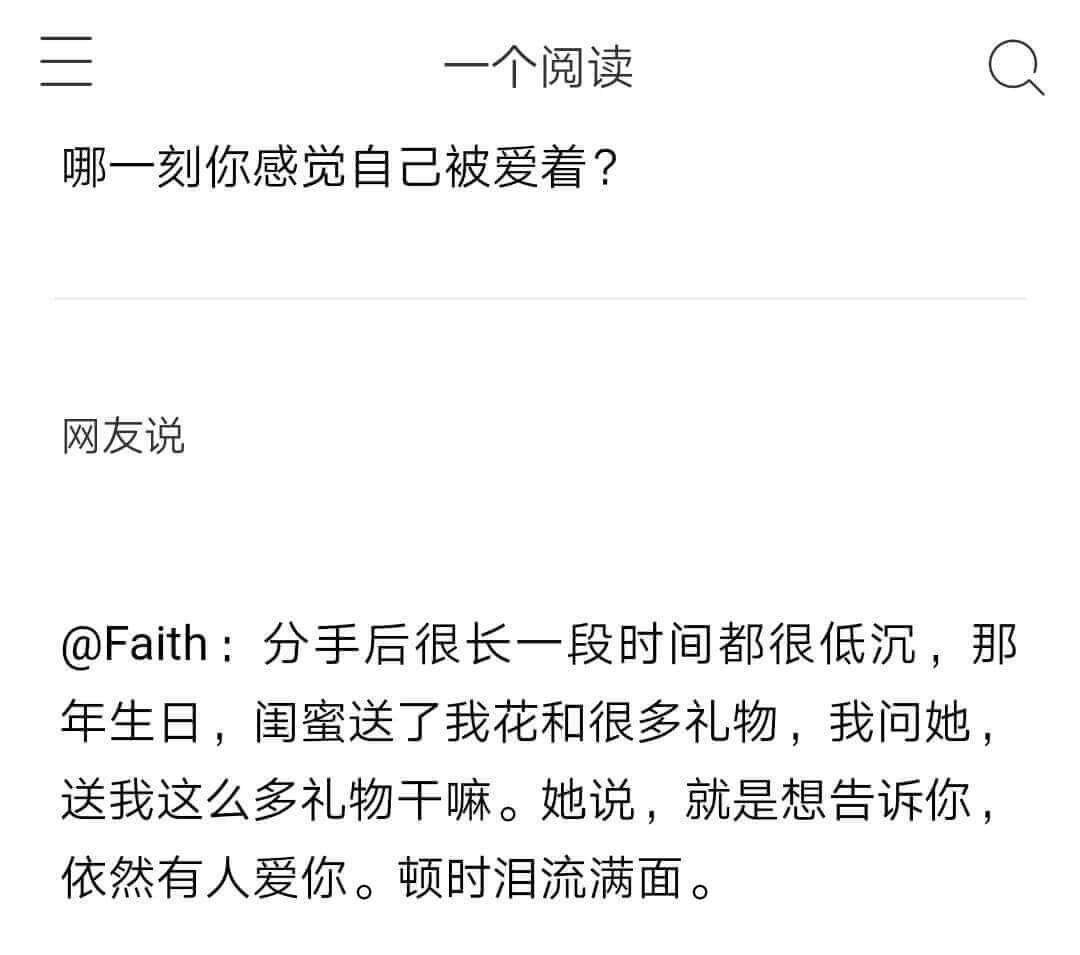 一个阅读
哪一刻你感觉自己被爱着?
网友说
@Faith: 分手后很长一段时间都很低沉,那
年生日,闺蜜送了我花和很多礼物,我问她,
送我这么多礼物干嘛。她说,就是想告诉你,
依然有人爱你。顿时泪流满面。